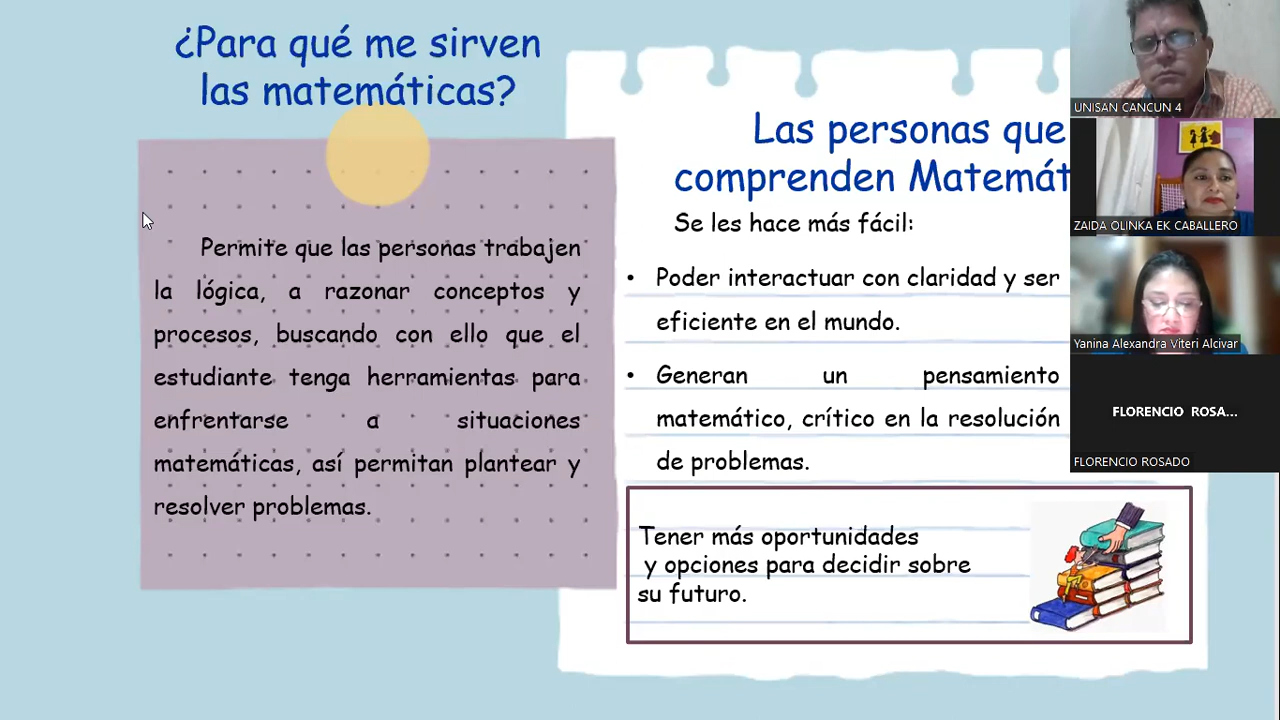 ¿Para qué me sirven
las matemáticas?
Permite que las personas trabajen
la lógica, a razonar conceptos y
procesos, buscando con ello que el
estudiante tenga herramientas para
enfrentarse a situaciones
matemáticas, así permitan plantear y
resolver problemas.
Las personas que
comprenden Matemát
Se les hace más fácil:
• Poder interactuar con claridad y ser
eficiente en el mundo.
• Generan un pensamiento
matemático, crítico en la resolución
de problemas.
Tener más oportunidades
y opciones para decidir sobre
su futuro.
UNISAN CANCUN 4
ZAIDA OLINKA EK CABALLERO
Yanina Alexandra Viteri Alcivar
FLORENCIO ROSA...
FLORENCIO ROSADO